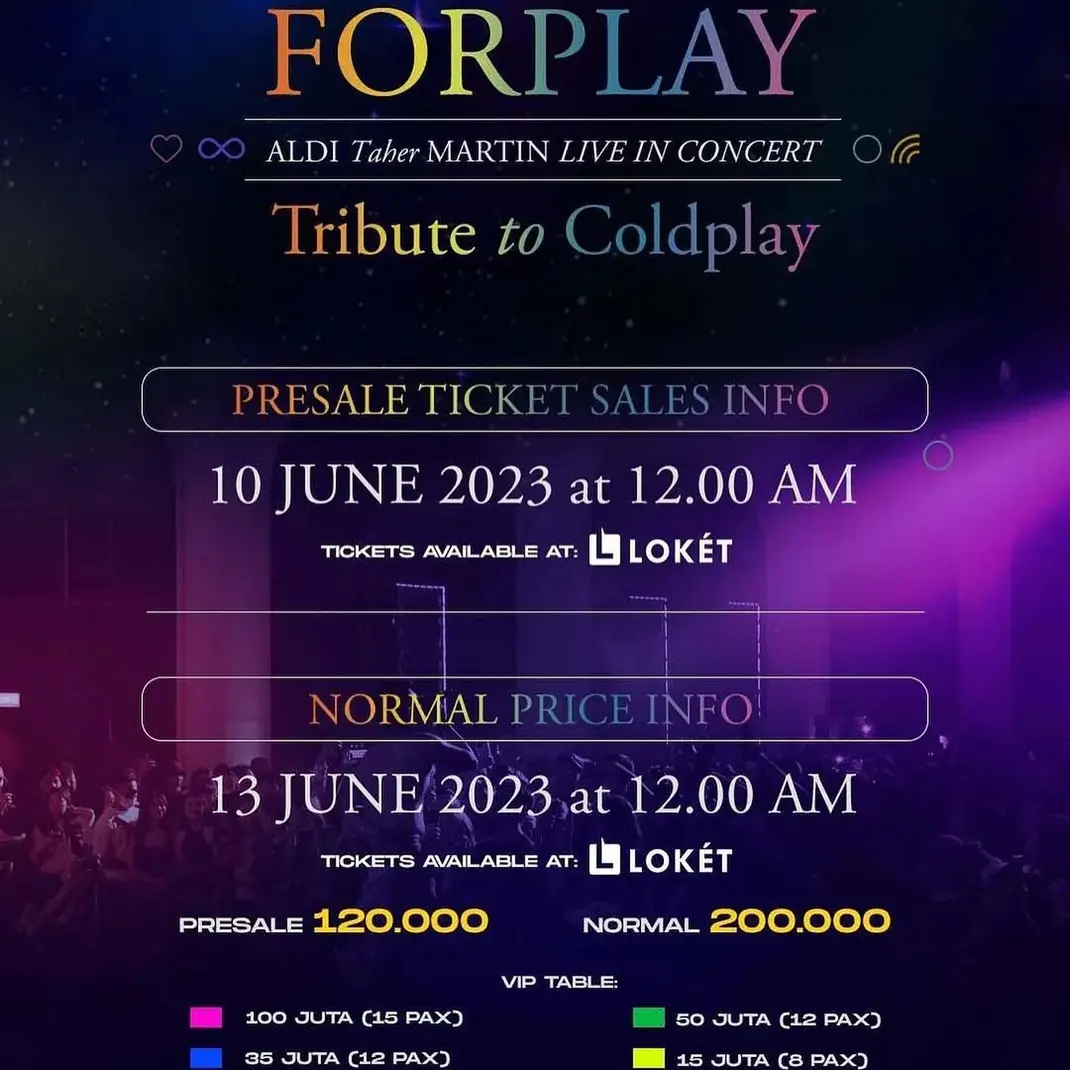 FORPLAY
ALDI Taher MARTIN LIVE IN CONCERT
Tribute to Coldplay
PRESALE TICKET SALES INFO
10 JUNE 2023 at 12.00 AM
TICKETS AVAILABLE AT: LOKÉT
NORMAL PRICE INFO
13 JUNE 2023 at 12.00 AM
TICKETS AVAILABLE AT: LOKÉT
PRESALE 120.000 NORMAL 200.000
VIP TABLE:
100 JUTA (15 PAX) 50 JUTA (12 PAX)
35 JUTA (12 PAX) 15 JUTA (8 PAX)